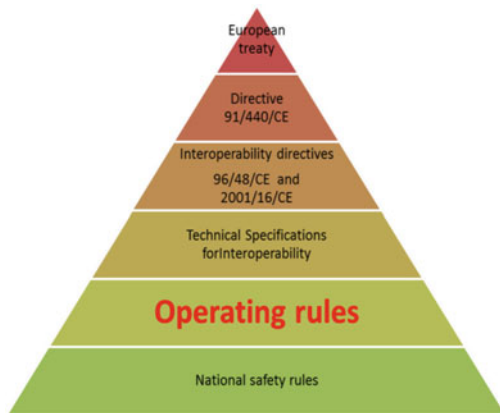 European
treaty
Directive
91/440/CE
Interoperability directives
96/48/CE and
2001/16/CE
Technical Specifications
forInteroperability
Operating rules
National safety rules